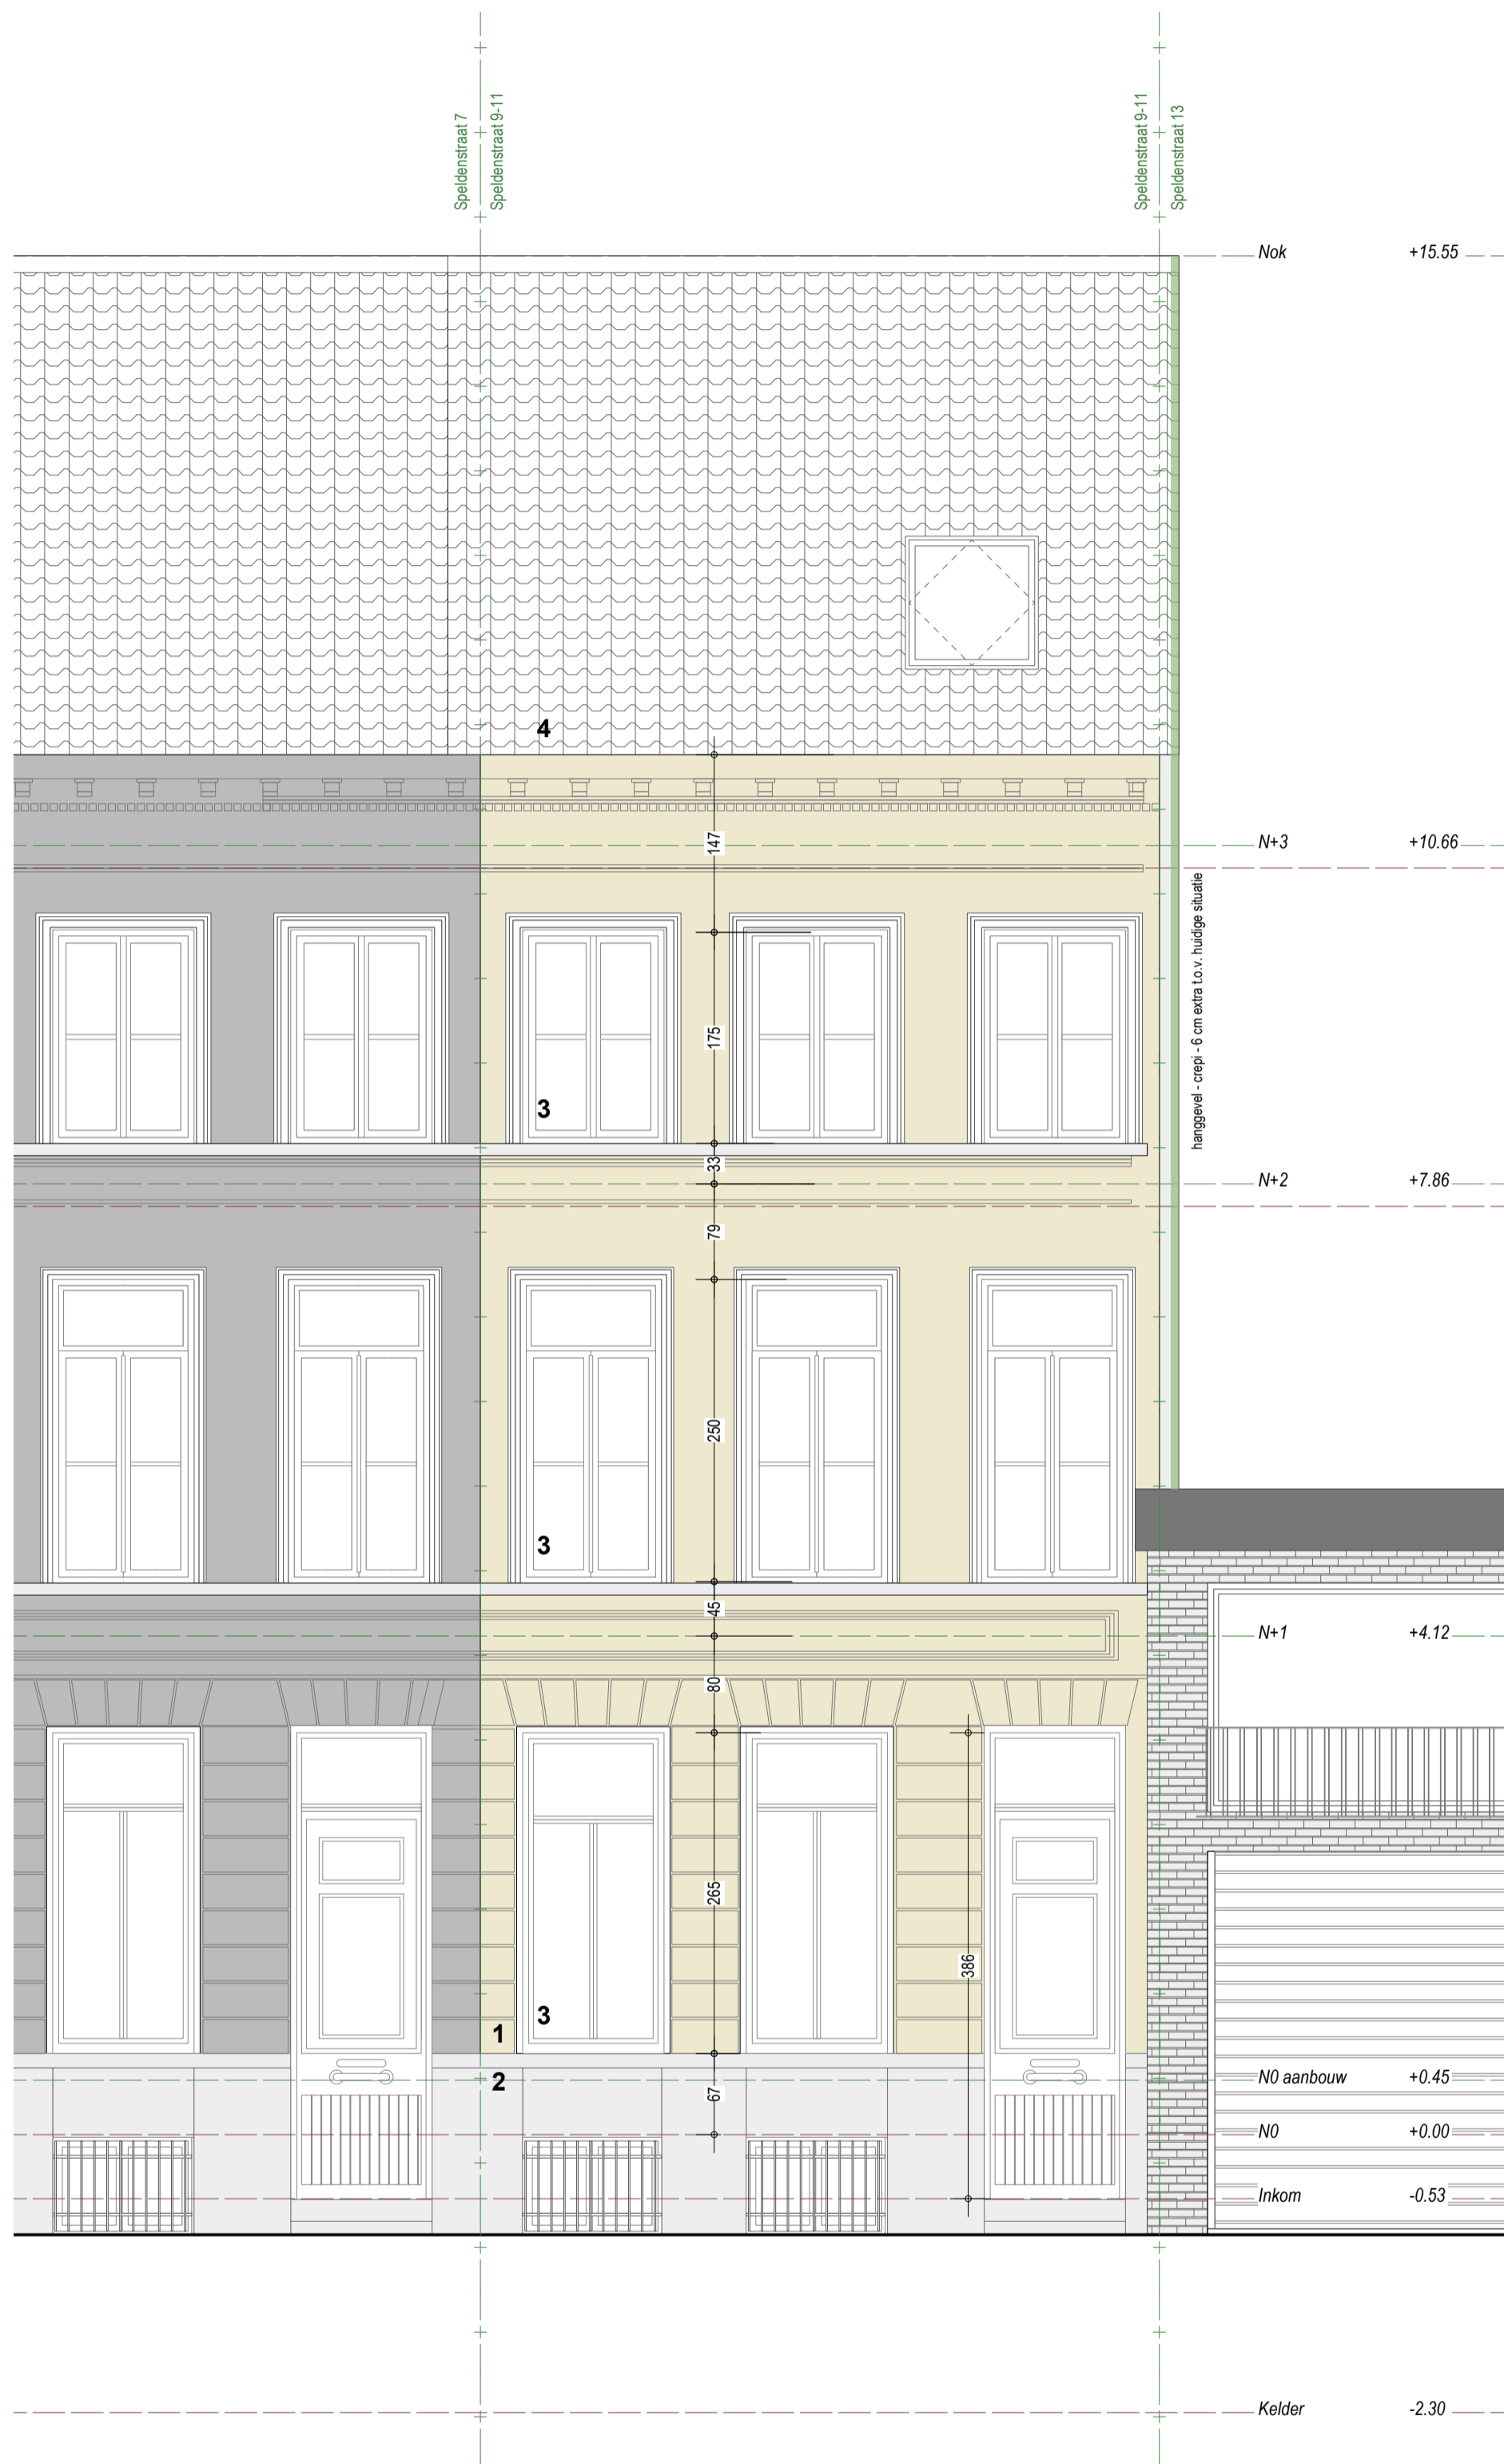 Speldenstraat 7
Speldenstraat 9-11
Speldenstraat 9-11
Speldenstraat 13
Nok +15.55
4
147
N+3 +10.66
hanggevel - crepi - 6 cm extra t.o.v. huidige situatie
175
3
33
N+2 +7.86
79
250
3
45
N+1 +4.12
80
265
386
3
1
2
N0 aanbouw +0.45
67
N0 +0.00
Inkom -0.53
Kelder -2.30